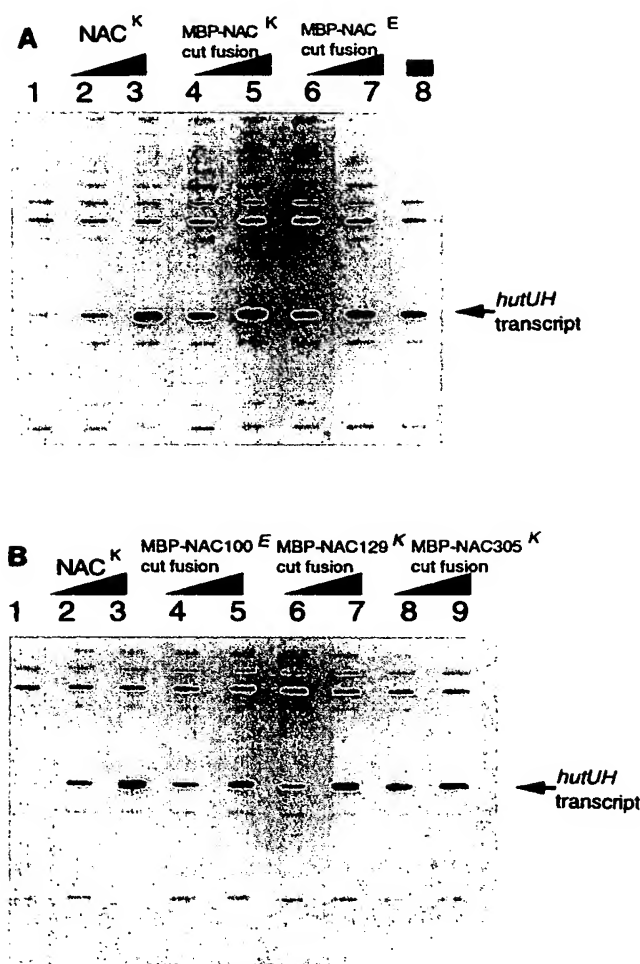 A
NAC K
MBP-NAC K
cut fusion
MBP-NAC E
cut fusion
1 2 3 4 5 6 7 8
hutUH
transcript
B
NAC K
MBP-NAC100 E
cut fusion
MBP-NAC129 K
cut fusion
MBP-NAC305 K
cut fusion
1 2 3 4 5 6 7 8 9
hutUH
transcript